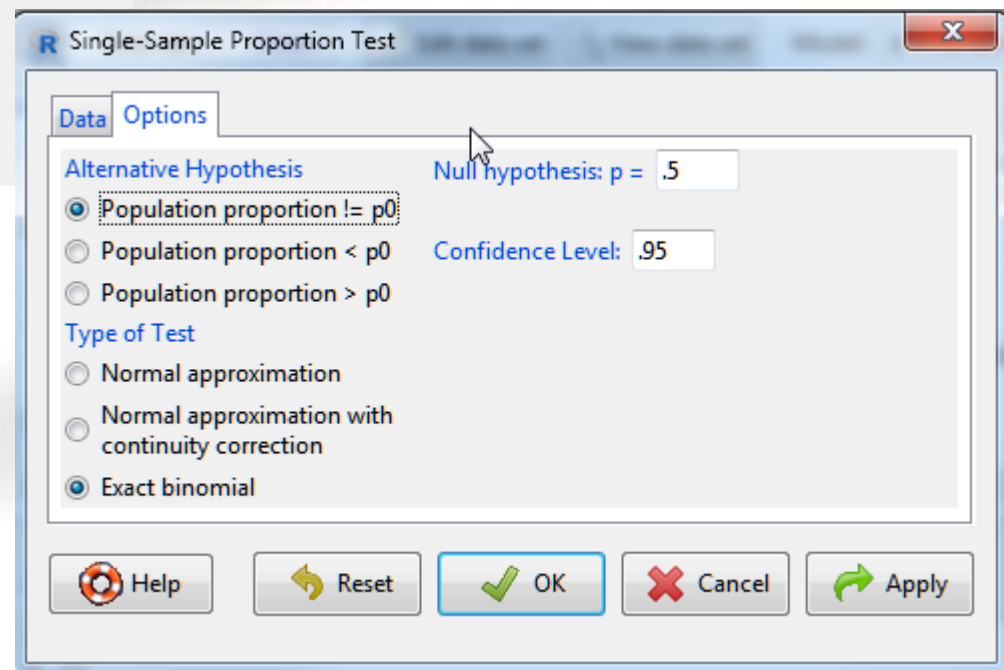 Single-Sample Proportion Test
Data Options
Alternative Hypothesis
Population proportion != p0
Population proportion < p0
Population proportion > p0
Null hypothesis: p = .5
Confidence Level: .95
Type of Test
Normal approximation
Normal approximation with
continuity correction
Exact binomial
Help Reset OK Cancel Apply